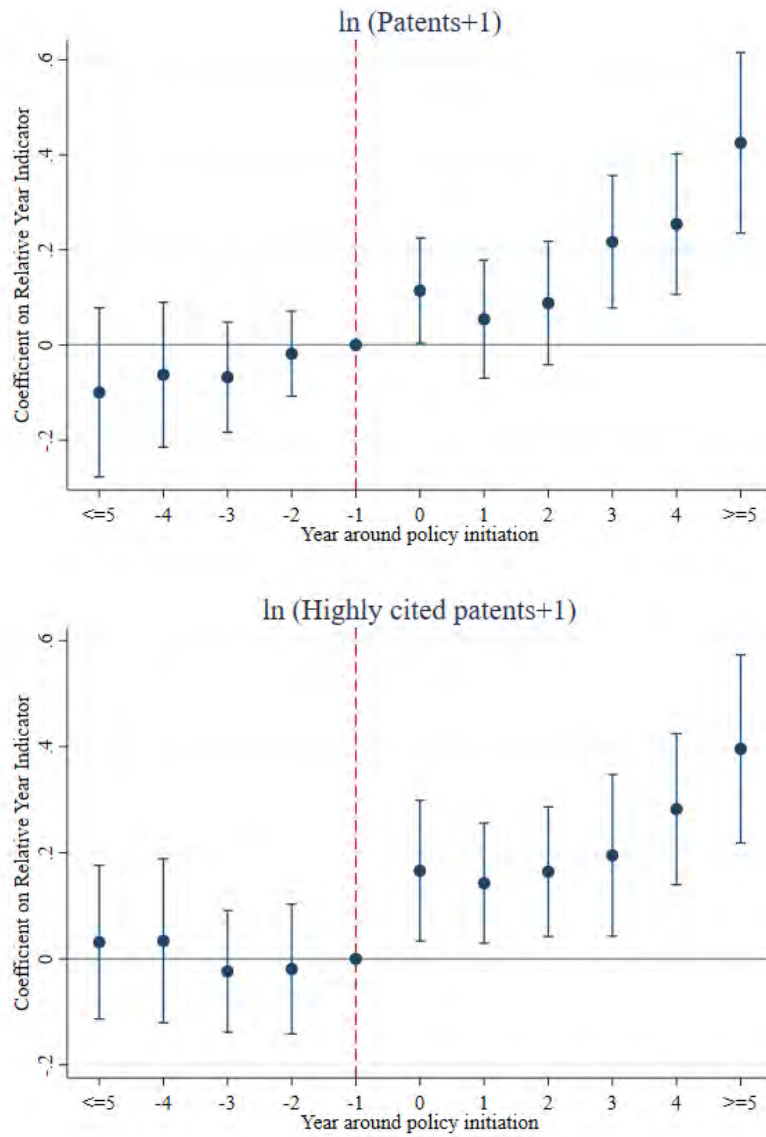 ln (Patents+1)
Coefficient on Relative Year Indicator
.6
.4
.2
0
-.2
<=5 -4 -3 -2 -1 0 1 2 3 4 >=5
Year around policy initiation
ln (Highly cited patents+1)
Coefficient on Relative Year Indicator
.6
.4
.2
0
-.2
<=5 -4 -3 -2 -1 0 1 2 3 4 >=5
Year around policy initiation